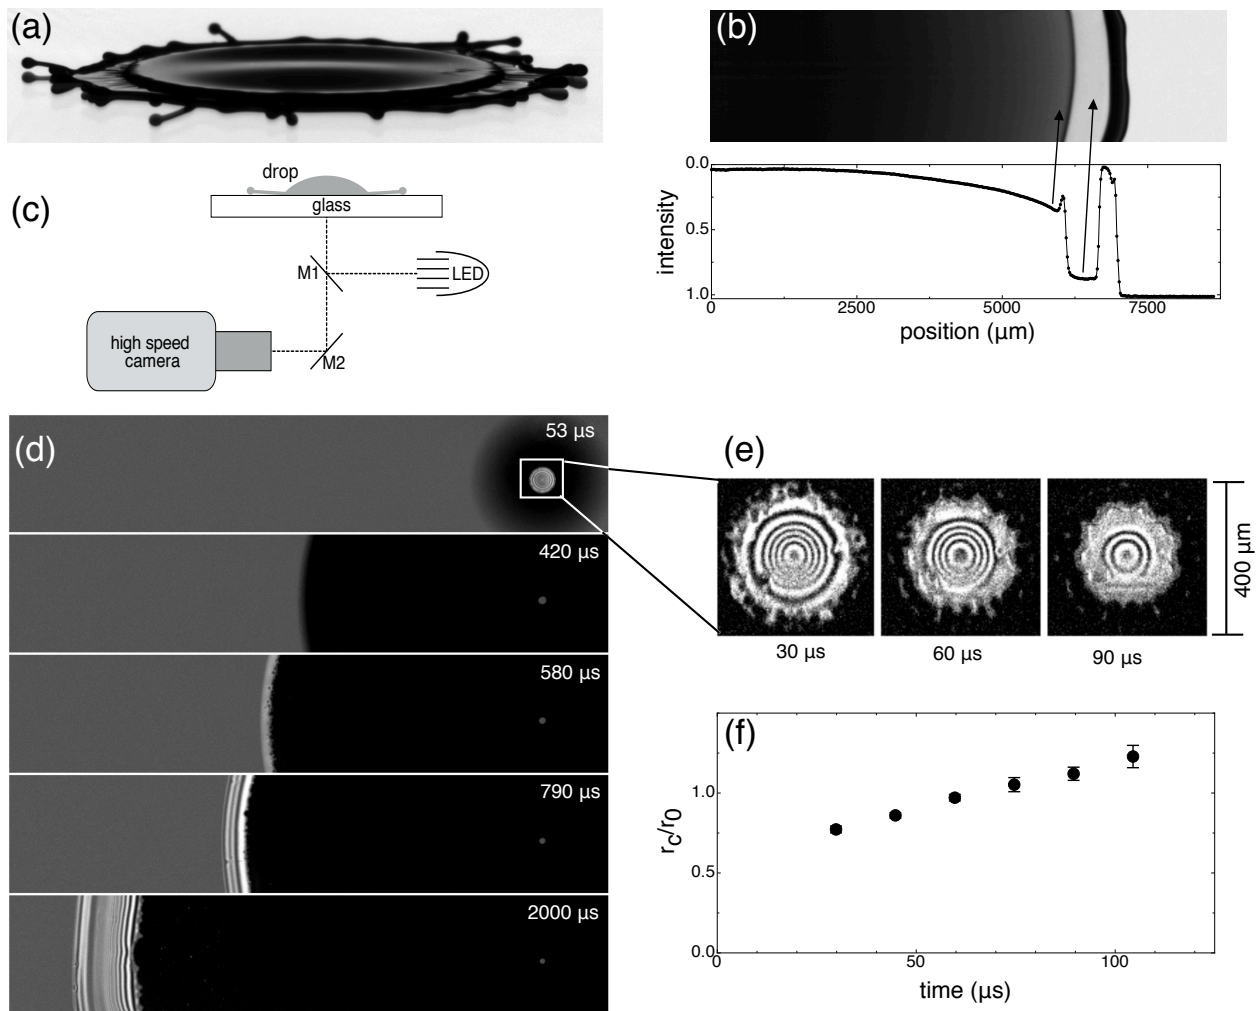 (a)
(b)
0.0
0.5
1.0
intensity
0
2500
5000
7500
position (µm)
(c)
drop
glass
M1
LED
high speed
camera
M2
(d)
53 µs
420 µs
580 µs
790 µs
2000 µs
(e)
30 µs
60 µs
90 µs
400 µm
(f)
1.0
0.5
0.0
rc/r0
0
50
100
time (µs)